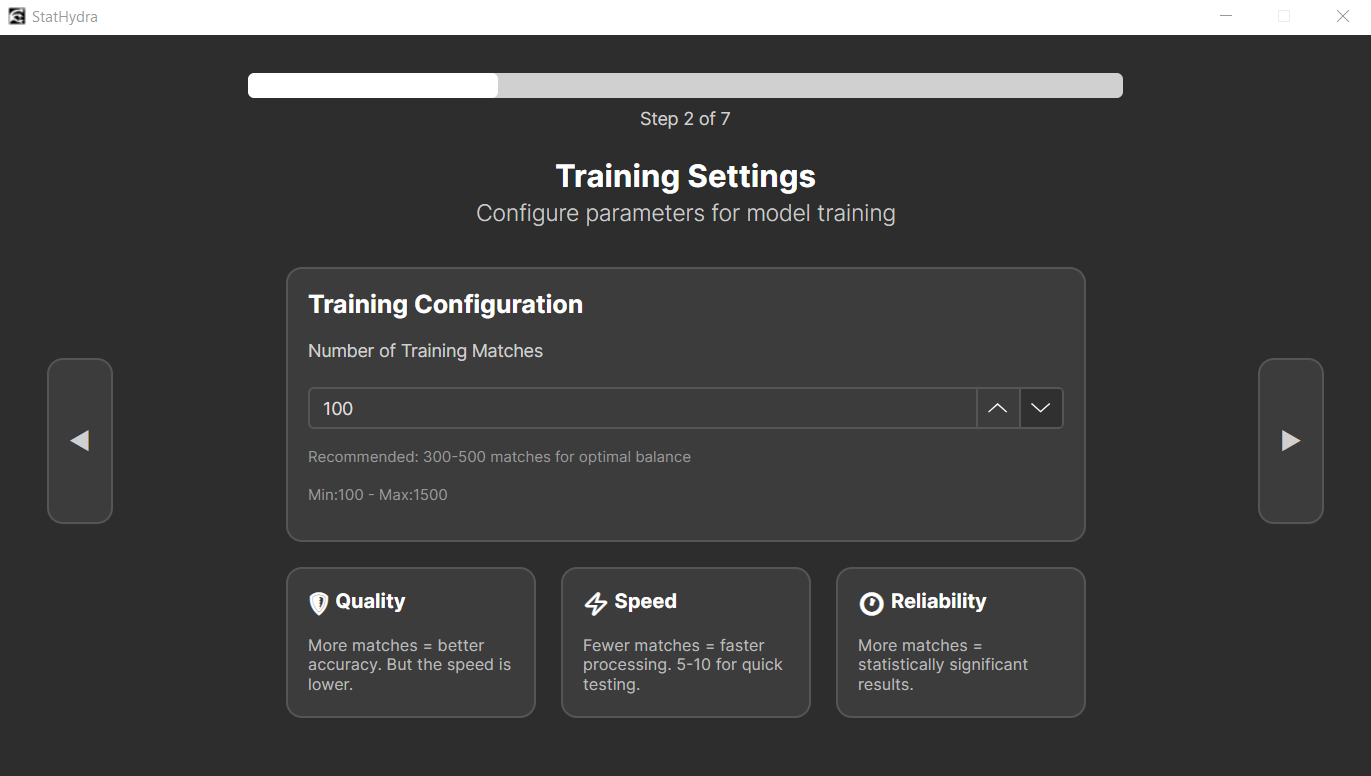 StatHydra
Step 2 of 7
Training Settings
Configure parameters for model training
Training Configuration
Number of Training Matches
100
Recommended: 300-500 matches for optimal balance
Min:100 - Max:1500
Quality
More matches = better
accuracy. But the speed is
lower.
Speed
Fewer matches = faster
processing. 5-10 for quick
testing.
Reliability
More matches =
statistically significant
results.